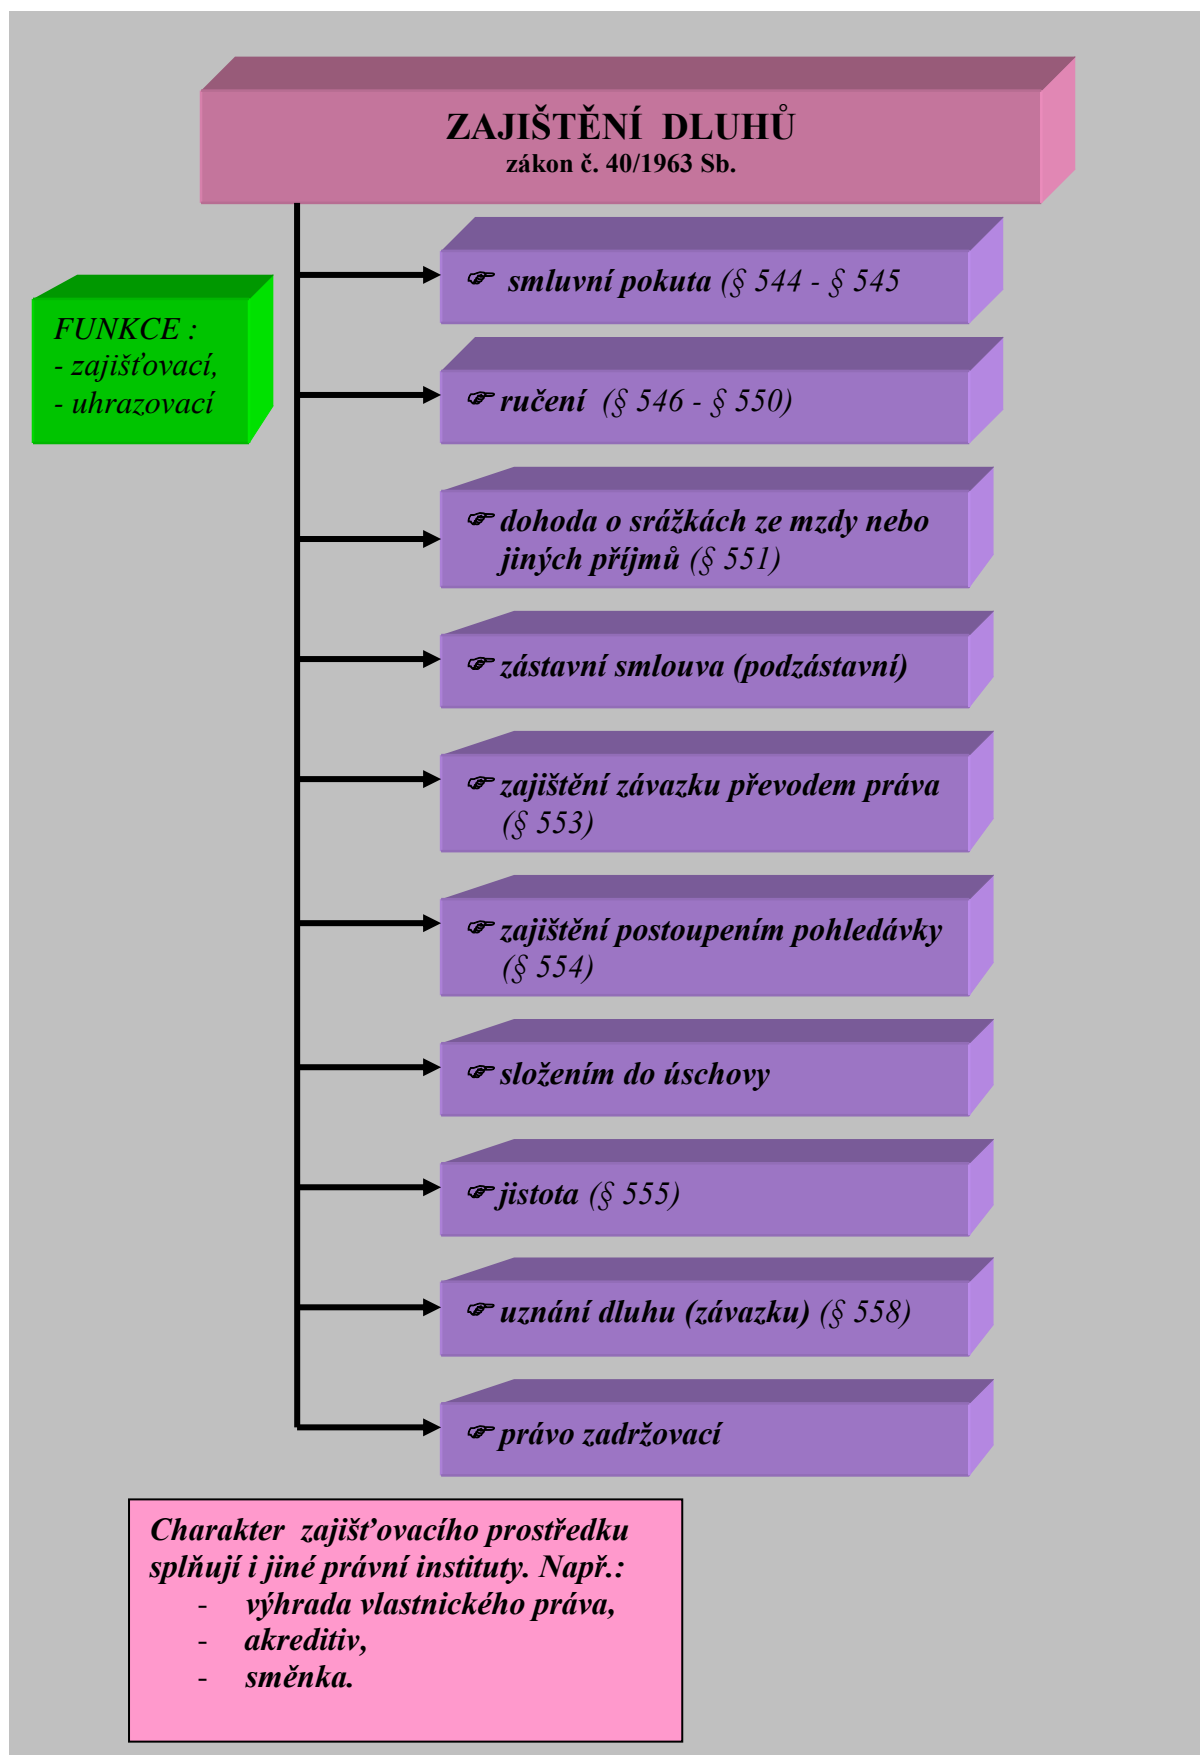 ZAJIŠTĚNÍ DLUHŮ
zákon č. 40/1963 Sb.
☞ smluvní pokuta (§ 544 - § 545
FUNKCE :
- zajišťovací,
- uhrazovací
☞ ručení (§ 546 - § 550)
☞ dohoda o srážkách ze mzdy nebo
jiných příjmů (§ 551)
☞ zástavní smlouva (podzástavní)
☞ zajištění závazku převodem práva
(§ 553)
☞ zajištění postoupením pohledávky
(§ 554)
☞ složením do úschovy
☞ jistota (§ 555)
☞ uznání dluhu (závazku) (§ 558)
☞ právo zadržovací
Charakter zajišťovacího prostředku
splňují i jiné právní instituty. Např.:
- výhrada vlastnického práva,
- akreditiv,
- směnka.